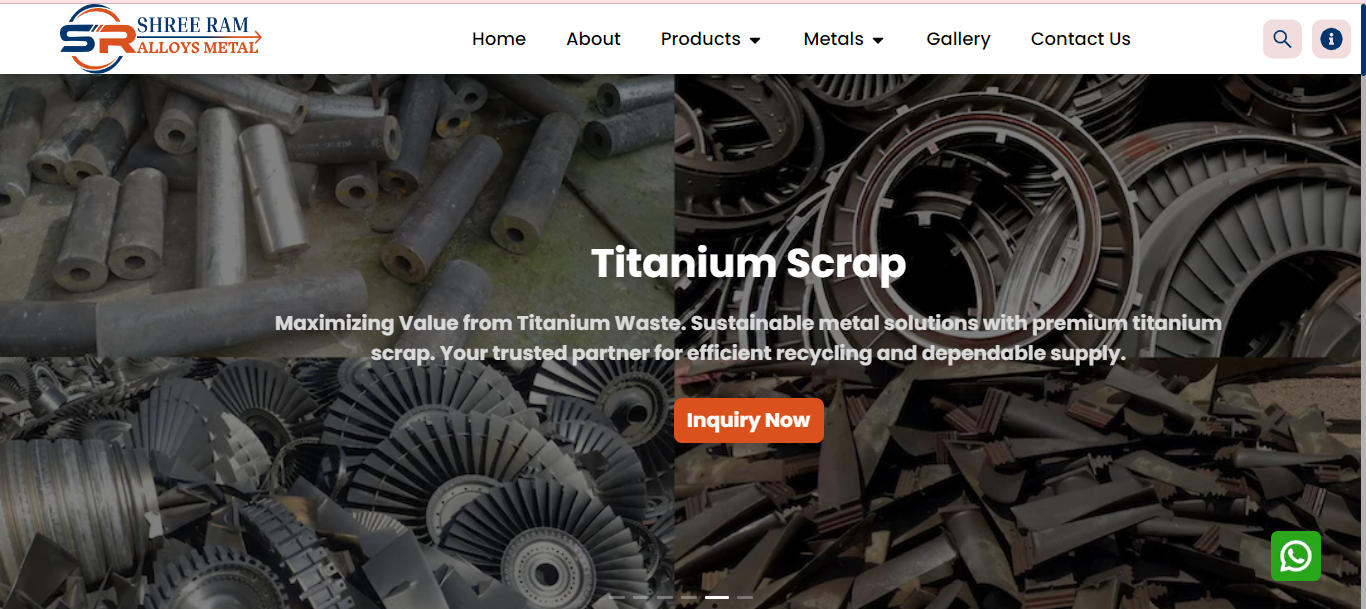 SHREE RAM
ALLOYS METAL
Home About Products Metals Gallery Contact Us
Titanium Scrap
Maximizing Value from Titanium Waste. Sustainable metal solutions with premium titanium
scrap. Your trusted partner for efficient recycling and dependable supply.
Inquiry Now